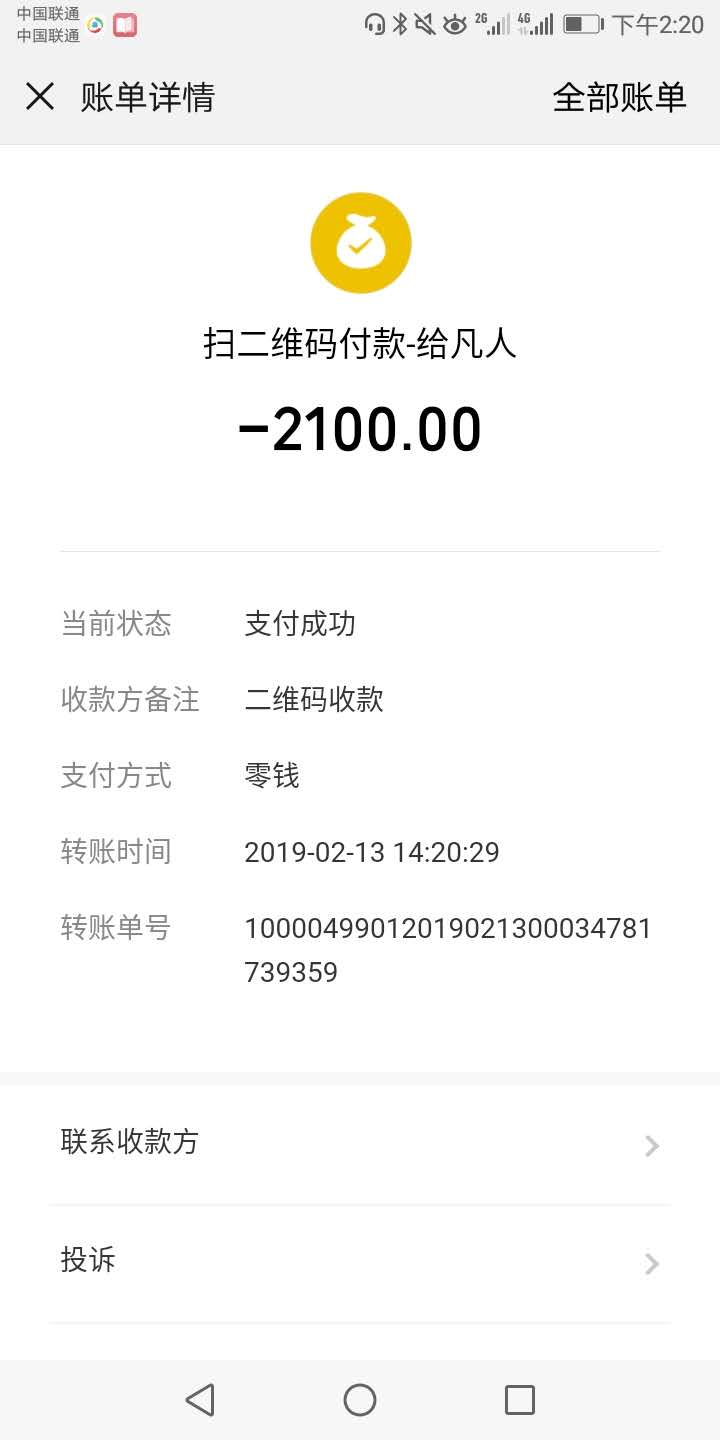 中国联通
中国联通
2G 4G 下午2:20
账单详情 全部账单
扫二维码付款-给凡人
-2100.00
当前状态 支付成功
收款方备注 二维码收款
支付方式 零钱
转账时间 2019-02-13 14:20:29
转账单号 10000499012019021300034781
739359
联系收款方
投诉